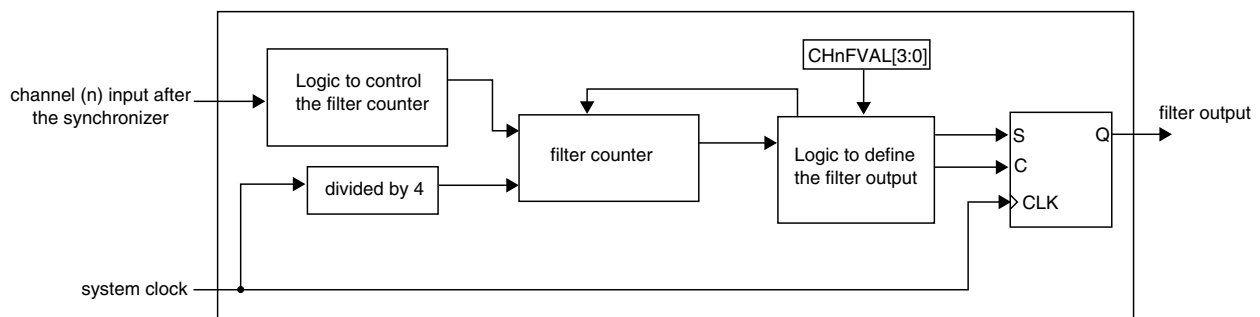 channel (n) input after
the synchronizer
Logic to control
the filter counter
divided by 4
filter counter
CHnFVAL[3:0]
Logic to define
the filter output
S
Q
C
CLK
filter output
system clock